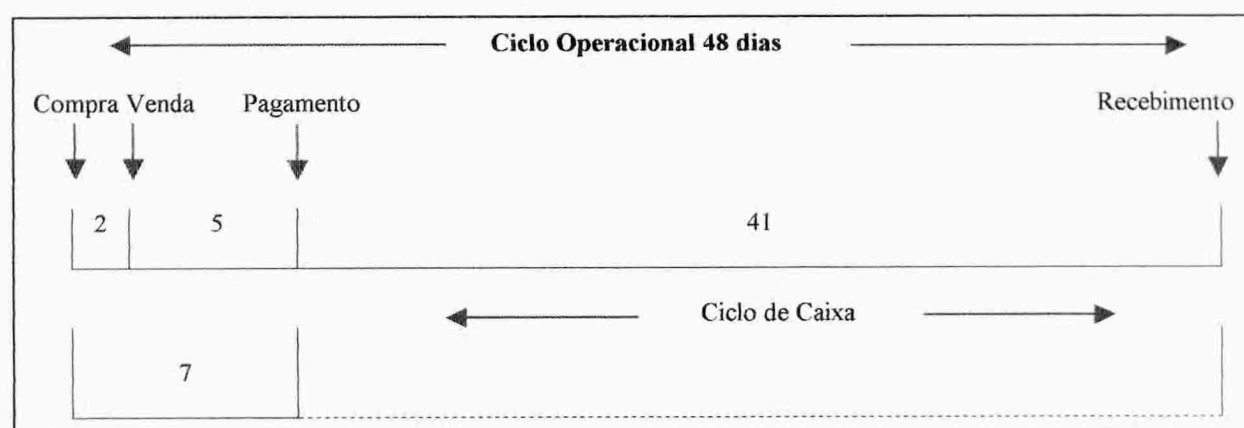 Ciclo Operacional 48 dias
Compra Venda Pagamento Recebimento
2 5 41
Ciclo de Caixa
7